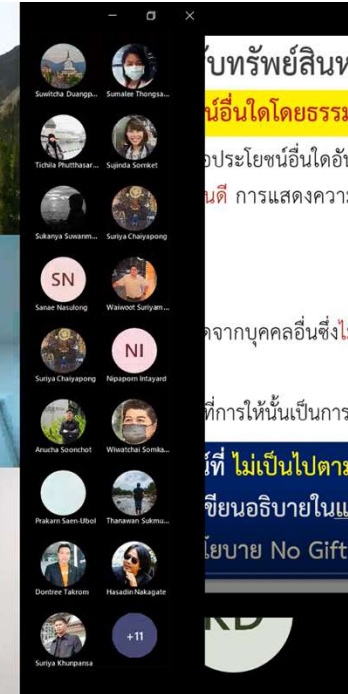 Suwitcha Duangp... Sumalee Thongsa...
Tichila Phutthasar... Sujinda Sornket
Sukanya Suwanm... Suriya Chaiyapong
SN
Sanae Nasulong Waiwoot Suriyam...
NI
Suriya Chaiyapong Nipaporn Intayard
Anucha Soonchot Wiwatchai Somka...
Prakarn Saen-Ubol Thanawan Sukmu...
Dontree Takrom Hasadin Nakagate
+11
Suriya Khunpansa
ับทรัพย์สินห
น์อื่นใดโดยธรรม
อประโยชน์อื่นใดอัน
นดี การแสดงความ
ดจากบุคคลอื่นซึ่งไม
ที่การให้นั้นเป็นการ
ม์ที่ ไม่เป็นไปตาม
ขียนอธิบายในแ
โยบาย No Gift
RD